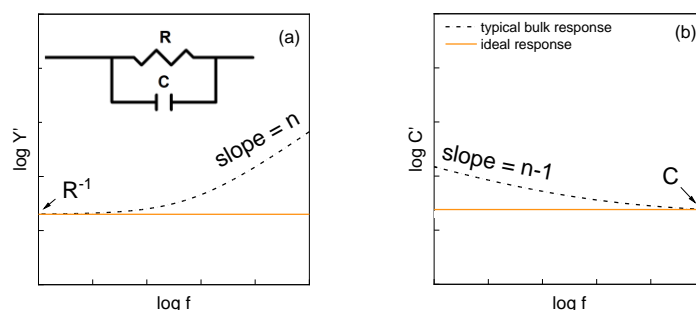 (a)
R
C
slope = n
R-1
log Y'
log f
typical bulk response
ideal response
(b)
slope = n-1
C
log C'
log f